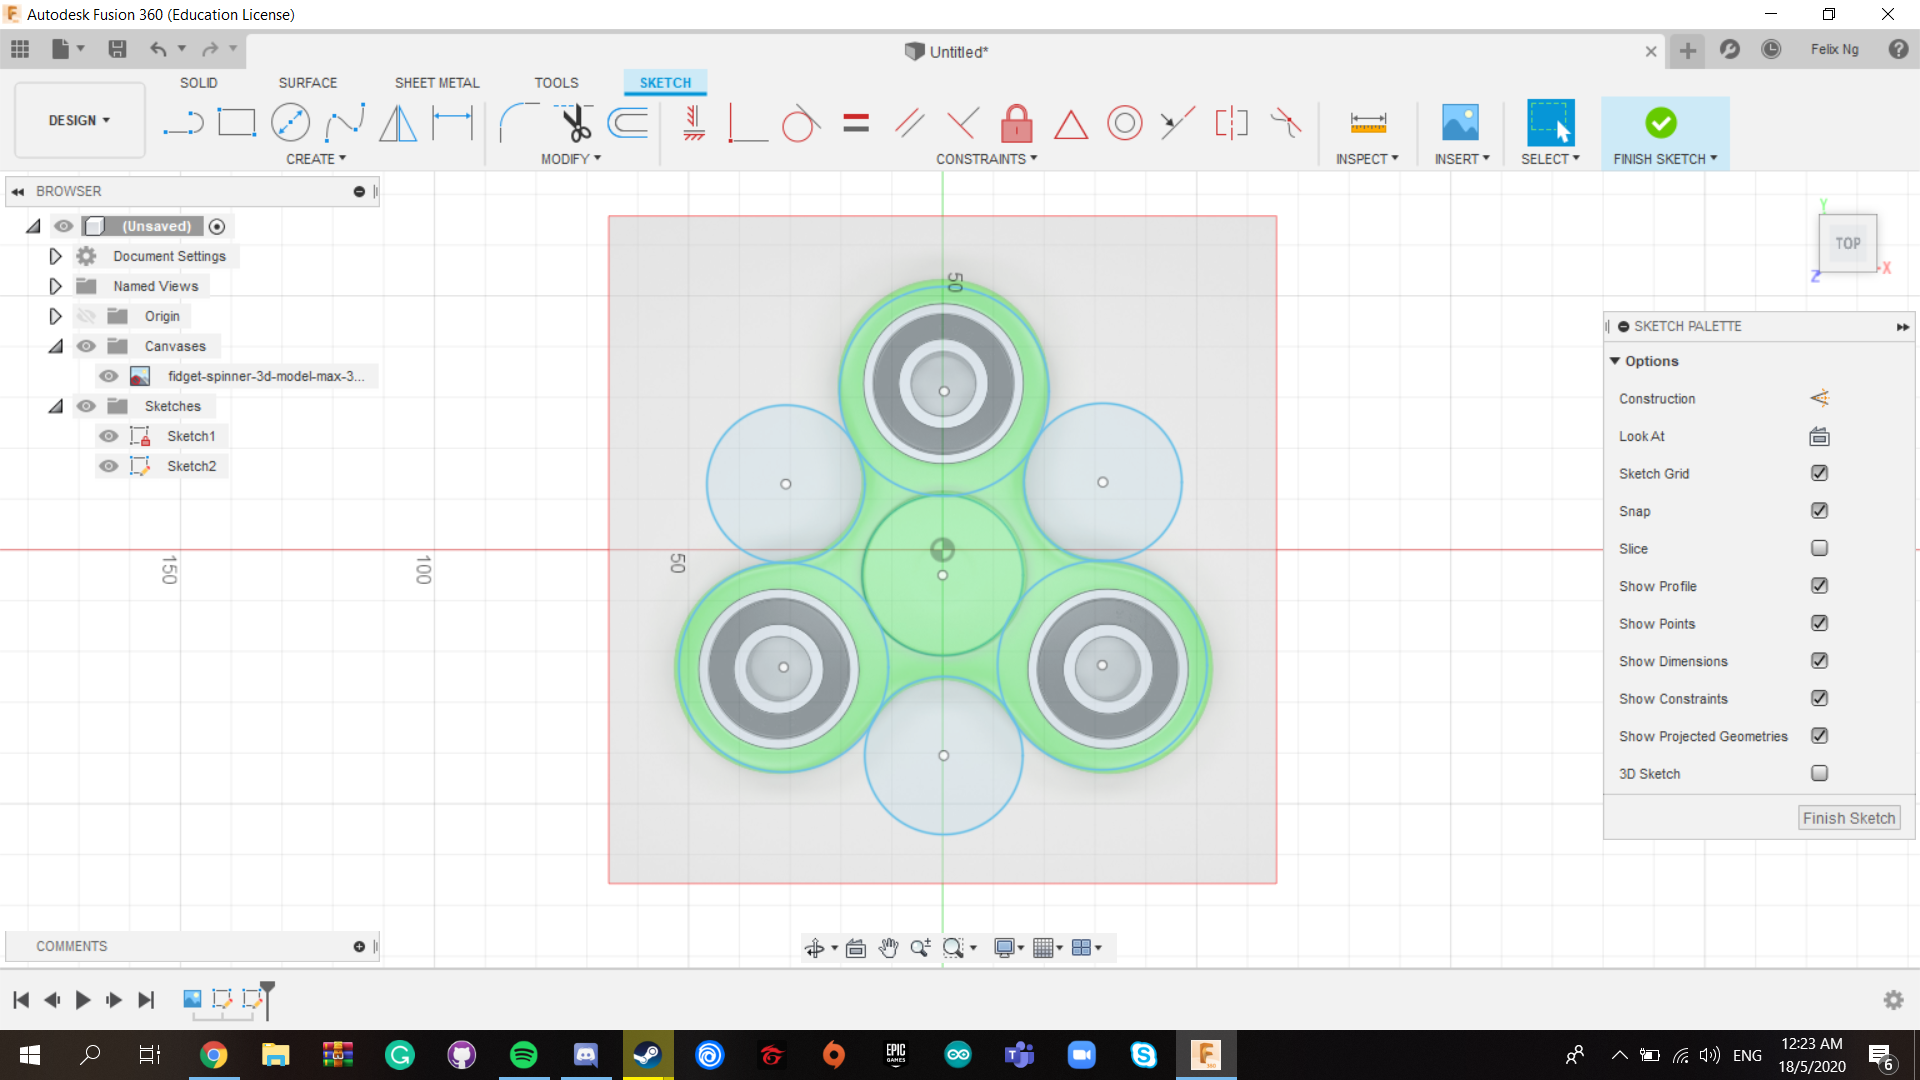 Autodesk Fusion 360 (Education License)
Untitled*
Felix Ng
SOLID
SURFACE
SHEET METAL
TOOLS
SKETCH
DESIGN
CREATE
MODIFY
CONSTRAINTS
INSPECT
INSERT
SELECT
FINISH SKETCH
BROWSER
(Unsaved)
Document Settings
Named Views
Origin
Canvases
fidget-spinner-3d-model-max-3...
Sketches
Sketch1
Sketch2
50
50
100
150
Y
TOP
X
Z
SKETCH PALETTE
Options
Construction
Look At
Sketch Grid
Snap
Slice
Show Profile
Show Points
Show Dimensions
Show Constraints
Show Projected Geometries
3D Sketch
Finish Sketch
COMMENTS
EPIC
GAMES
ENG
12:23 AM
18/5/2020
6